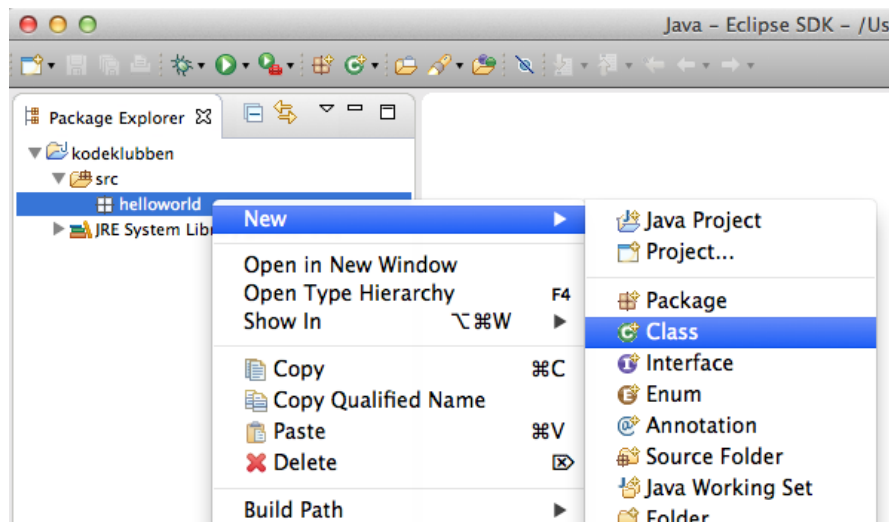 Java – Eclipse SDK – /Us
Package Explorer
kodeklubben
src
helloworld
JRE System Lib
New
Open in New Window
Open Type Hierarchy F4
Show In ⌥⌘W
Copy ⌘C
Copy Qualified Name
Paste ⌘V
Delete ⌦
Build Path
Java Project
Project...
Package
Class
Interface
Enum
Annotation
Source Folder
Java Working Set
Folder